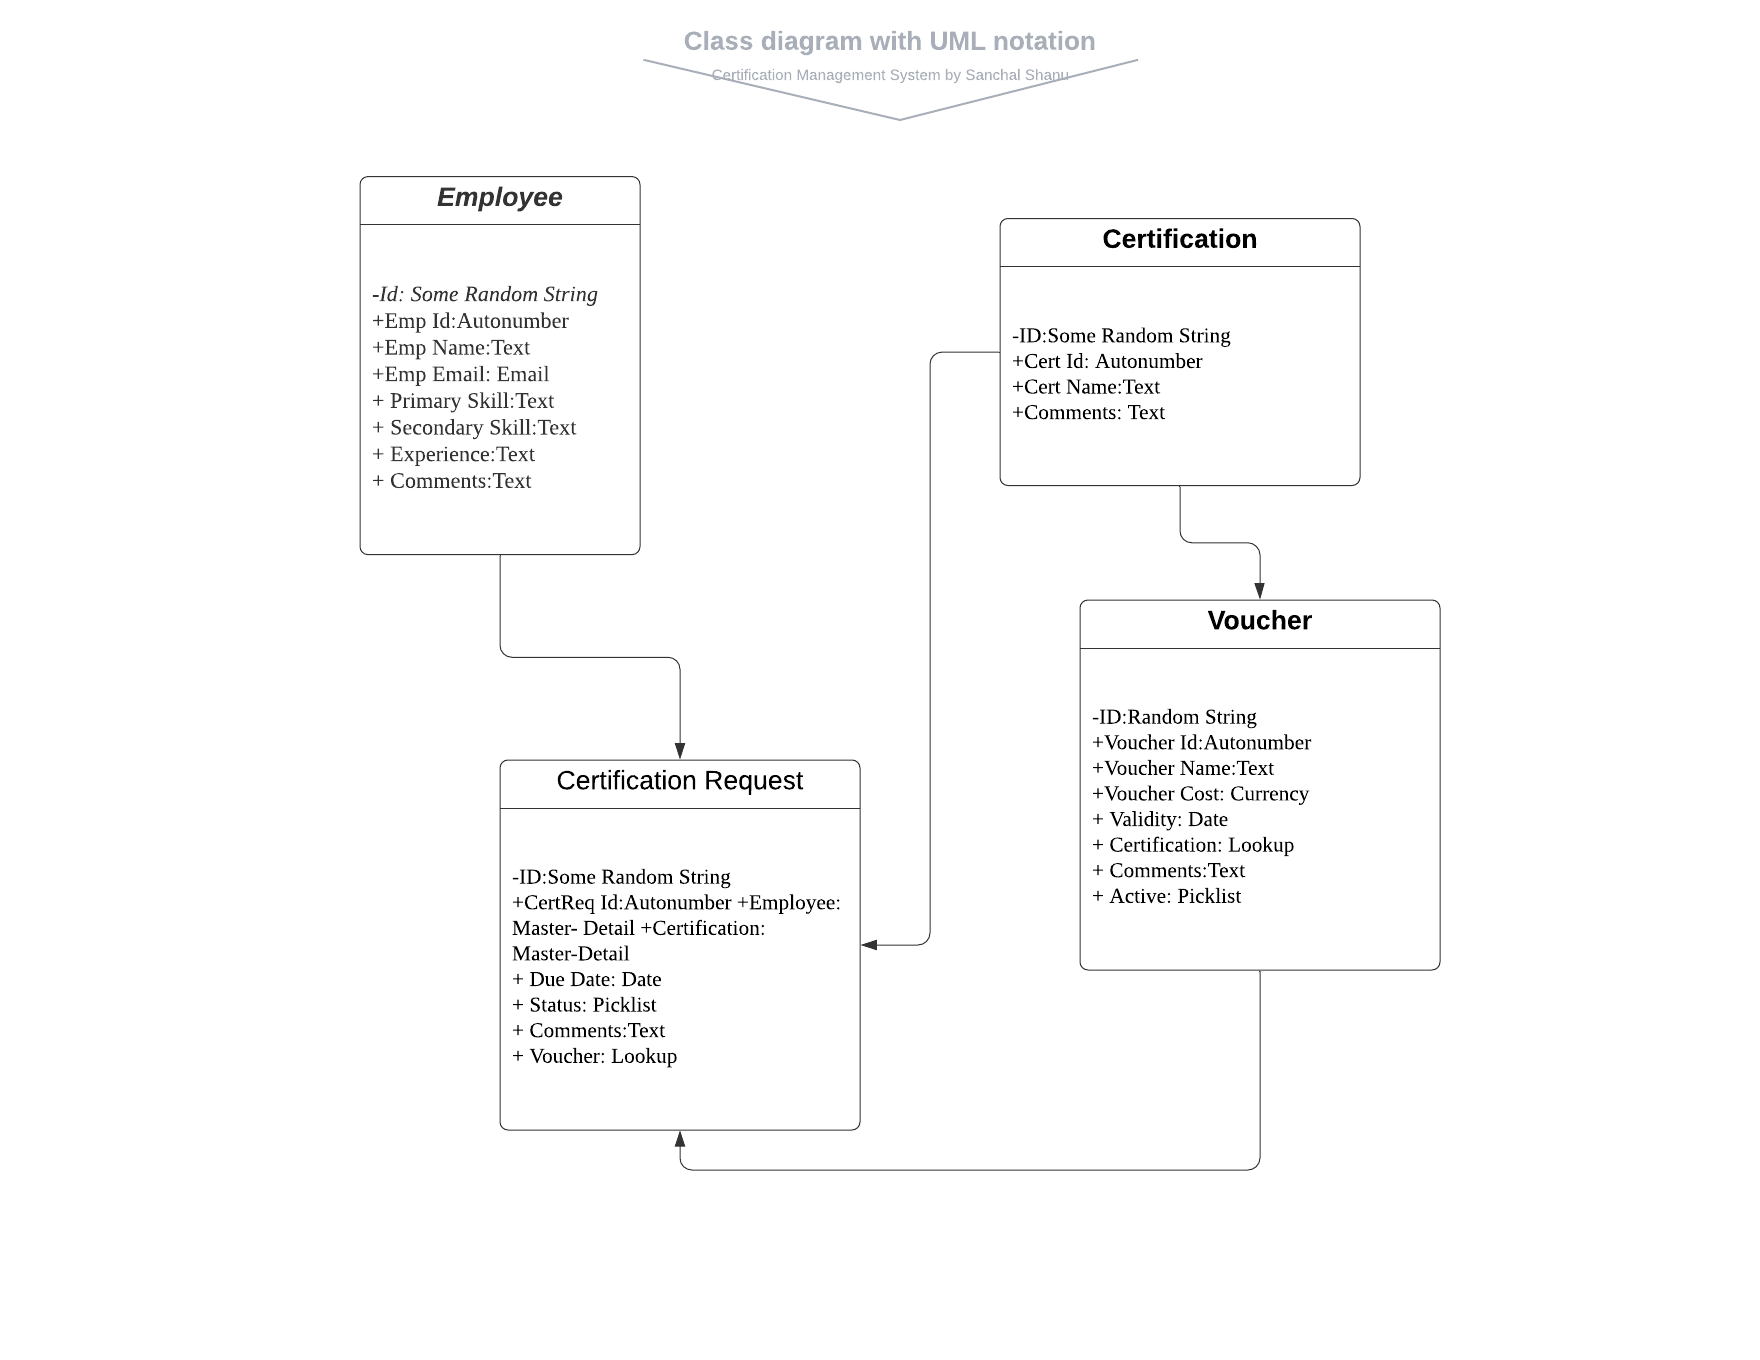 Class diagram with UML notation
Certification Management System by Sanchal Shanu
Employee
-Id: Some Random String
+Emp Id:Autonumber
+Emp Name:Text
+Emp Email: Email
+ Primary Skill:Text
+ Secondary Skill:Text
+ Experience:Text
+ Comments:Text
Certification
-ID:Some Random String
+Cert Id: Autonumber
+Cert Name:Text
+Comments: Text
Voucher
-ID:Random String
+Voucher Id:Autonumber
+Voucher Name:Text
+Voucher Cost: Currency
+ Validity: Date
+ Certification: Lookup
+ Comments:Text
+ Active: Picklist
Certification Request
-ID:Some Random String
+CertReq Id:Autonumber +Employee:
Master- Detail +Certification:
Master-Detail
+ Due Date: Date
+ Status: Picklist
+ Comments:Text
+ Voucher: Lookup